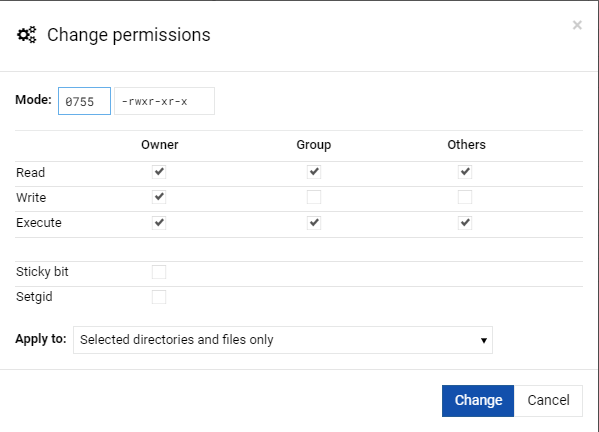 Change permissions
×
Mode: 0755 -rwxr-xr-x
Owner Group Others
Read
Write
Execute
Sticky bit
Setgid
Apply to: Selected directories and files only
Change Cancel